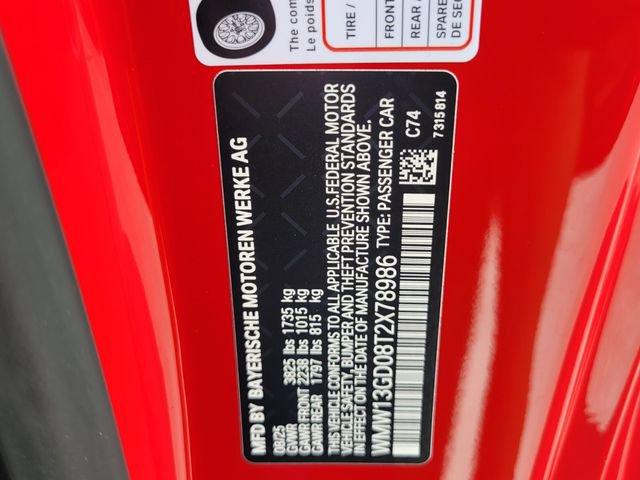 The com
Le poids
TIRE /
FRONT
REAR /
SPARE
DE SEC
MFD BY BAYERISCHE MOTOREN WERKE AG
08/25
GVWR 3825 lbs 1735 kg
GAWR FRONT 2238 lbs 1015 kg
GAWR REAR 1797 lbs 815 kg
THIS VEHICLE CONFORMS TO ALL APPLICABLE U.S.FEDERAL MOTOR
VEHICLE SAFETY, BUMPER AND THEFT PREVENTION STANDARDS
IN EFFECT ON THE DATE OF MANUFACTURE SHOWN ABOVE.
WMW13GD08T2X78986 TYPE: PASSENGER CAR
C74
7315814